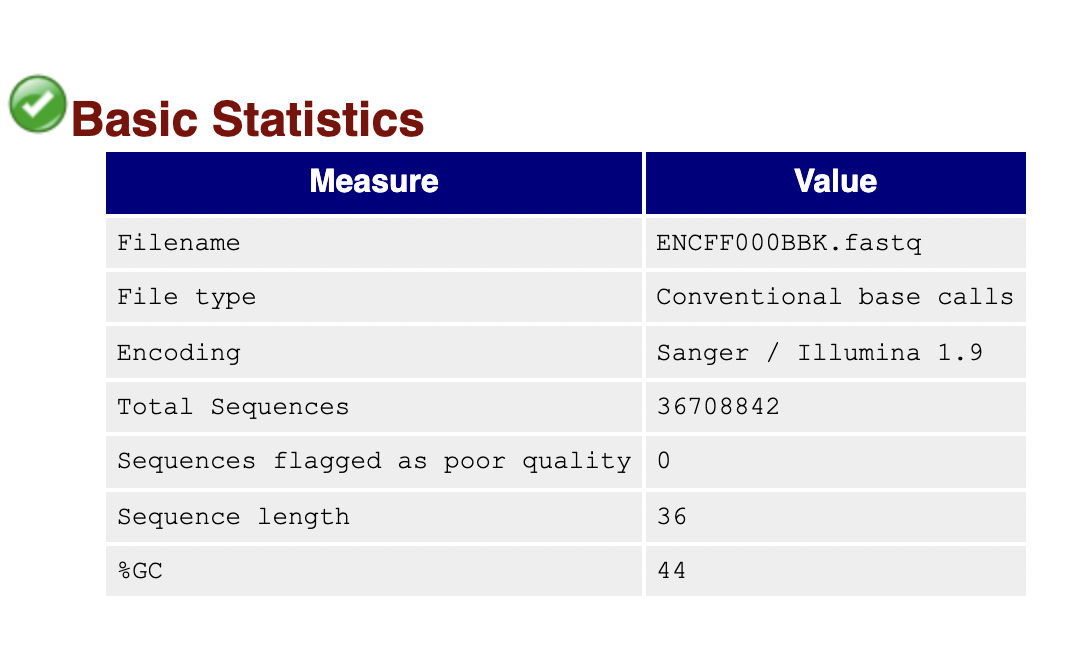 Basic Statistics
Measure Value
Filename ENCFF000BBK.fastq
File type Conventional base calls
Encoding Sanger / Illumina 1.9
Total Sequences 36708842
Sequences flagged as poor quality 0
Sequence length 36
%GC 44